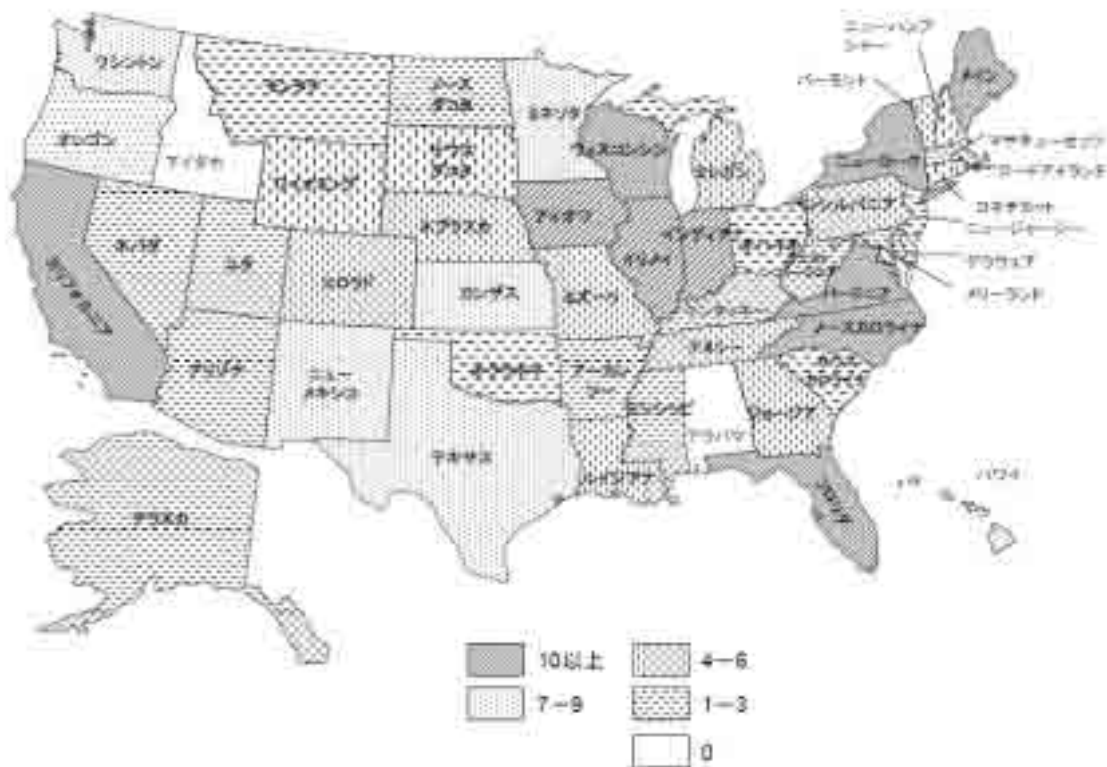 ニューハンプ
シャー
バーモント
メイン
ワシントン
モンタナ
ノース
ダコタ
ミネソタ
オレゴン
アイダホ
ワイオミング
サウス
ダコタ
ウィスコンシン
ミシガン
ニューヨーク
マサチューセッツ
ロードアイランド
コネチカット
ニュージャージー
デラウェア
メリーランド
ペンシルバニア
ネバダ
ユタ
コロラド
ネブラスカ
カンザス
アイオワ
イリノイ
インディアナ
オハイオ
ミズーリ
ケンタッキー
バージニア
カリフォルニア
アリゾナ
ニュー
メキシコ
オクラホマ
テネシー
ノースカロライナ
サウス
カロライナ
テキサス
ミシシッピ
アラバマ
ジョージア
ルイジアナ
フロリダ
アラスカ
ハワイ
10以上
4－6
7－9
1－3
0